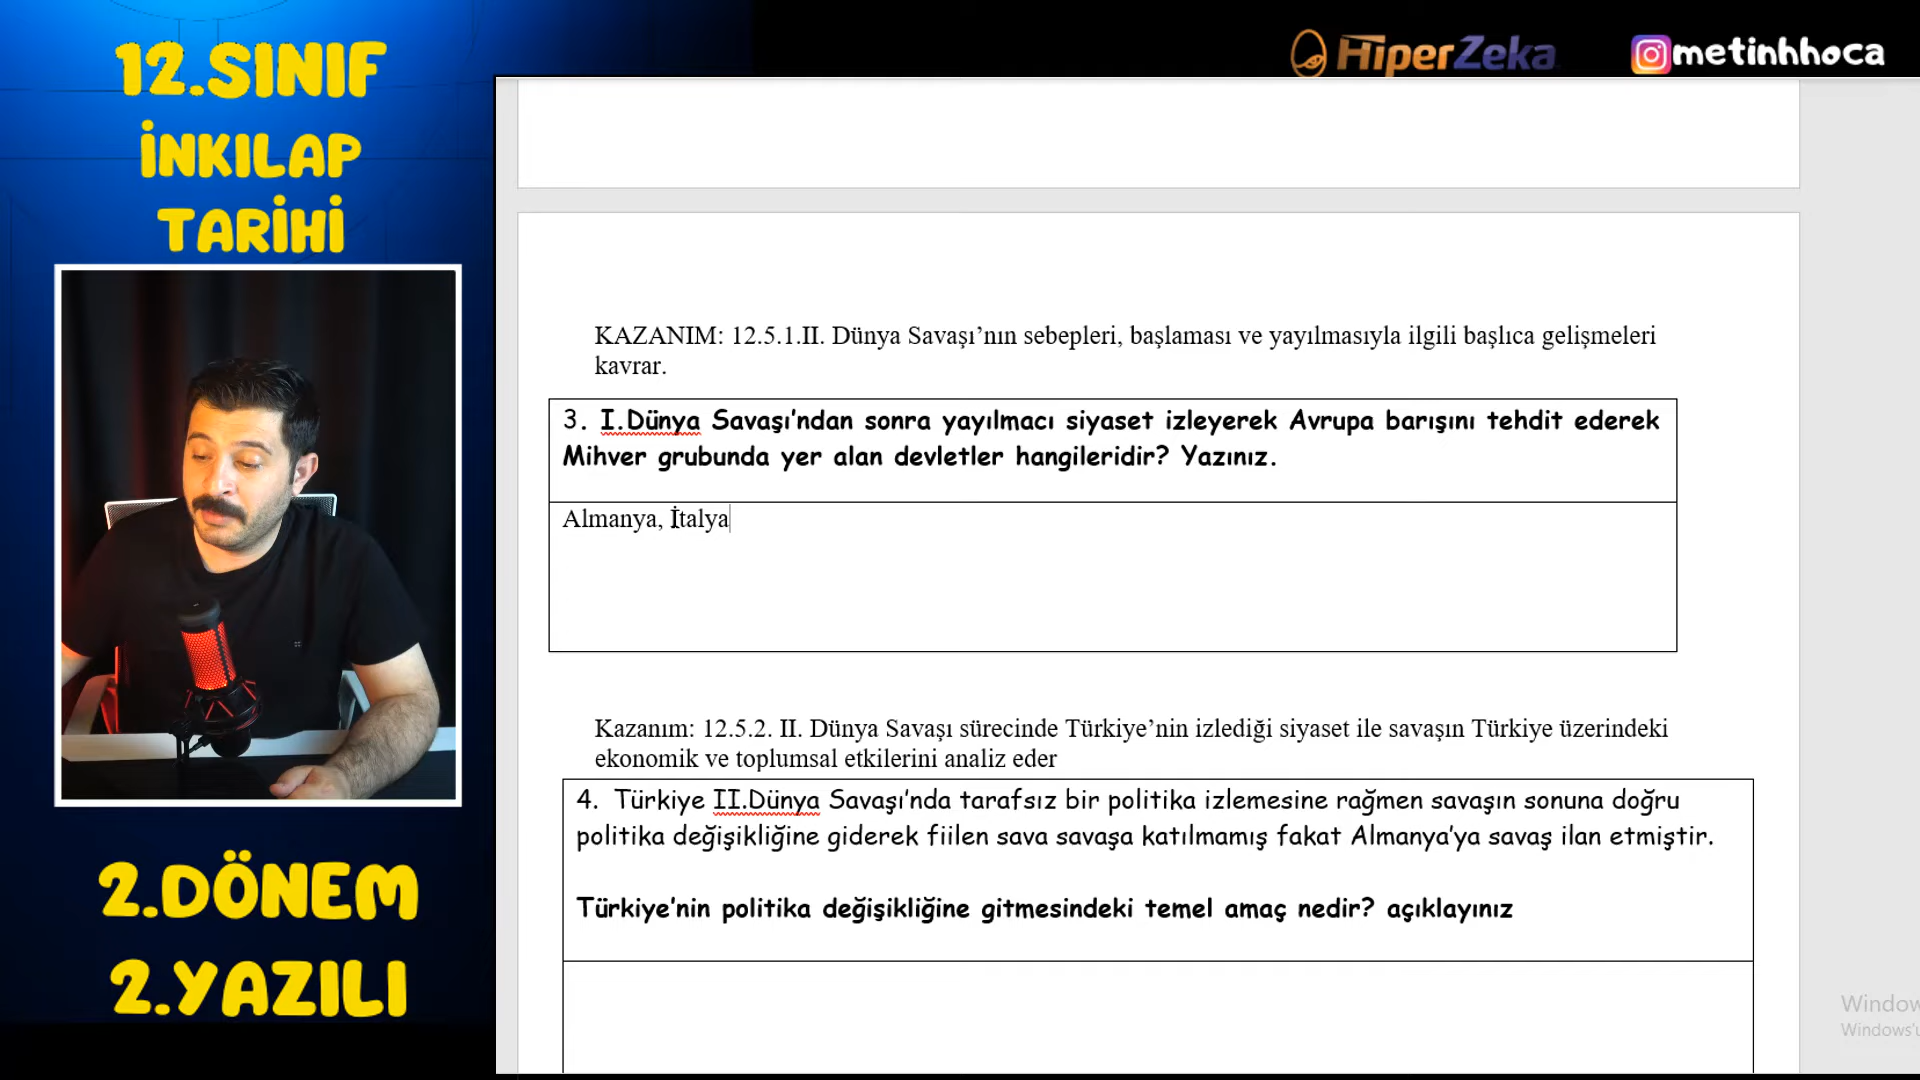 12.SINIF
İNKILAP
TARİHİ
HiperZeka
metinhhoca
KAZANIM: 12.5.1.II. Dünya Savaşı’nın sebepleri, başlaması ve yayılmasıyla ilgili başlıca gelişmeleri
kavrar.
3. I.Dünya Savaşı’ndan sonra yayılmacı siyaset izleyerek Avrupa barışını tehdit ederek
Mihver grubunda yer alan devletler hangileridir? Yazınız.
Almanya, İtalya
Kazanım: 12.5.2. II. Dünya Savaşı sürecinde Türkiye’nin izlediği siyaset ile savaşın Türkiye üzerindeki
ekonomik ve toplumsal etkilerini analiz eder
4. Türkiye II.Dünya Savaşı’nda tarafsız bir politika izlemesine rağmen savaşın sonuna doğru
politika değişikliğine giderek fiilen sava savaşa katılmamış fakat Almanya’ya savaş ilan etmiştir.
Türkiye’nin politika değişikliğine gitmesindeki temel amaç nedir? açıklayınız
2.DÖNEM
2.YAZILI
Window
Windows'u